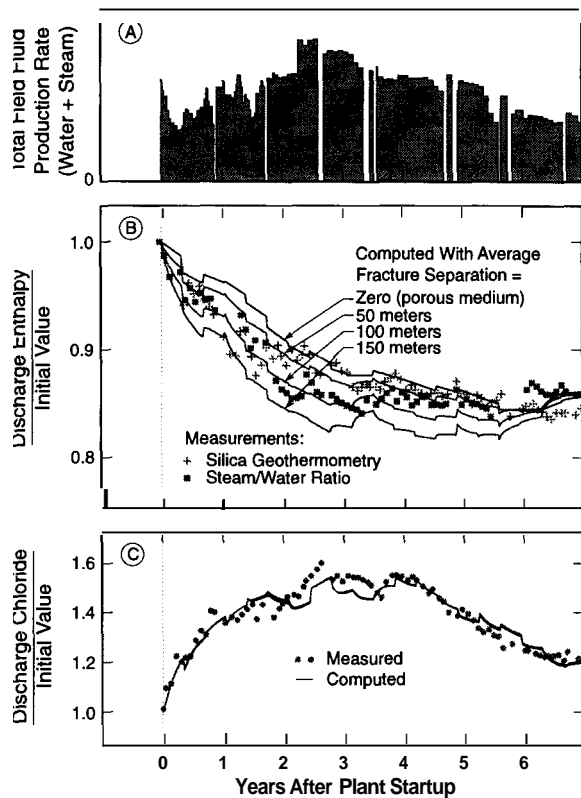 A
Total Field Fluid
Production Rate
(Water + Steam)
0
B
Discharge Enthalpy
Initial Value
1.0
0.9
0.8
Computed With Average
Fracture Separation =
Zero (porous medium)
50 meters
100 meters
150 meters
Measurements:
+ Silica Geothermometry
Steam/Water Ratio
C
Discharge Chloride
Initial Value
1.6
1.4
1.2
1.0
Measured
Computed
0 1 2 3 4 5 6
Years After Plant Startup